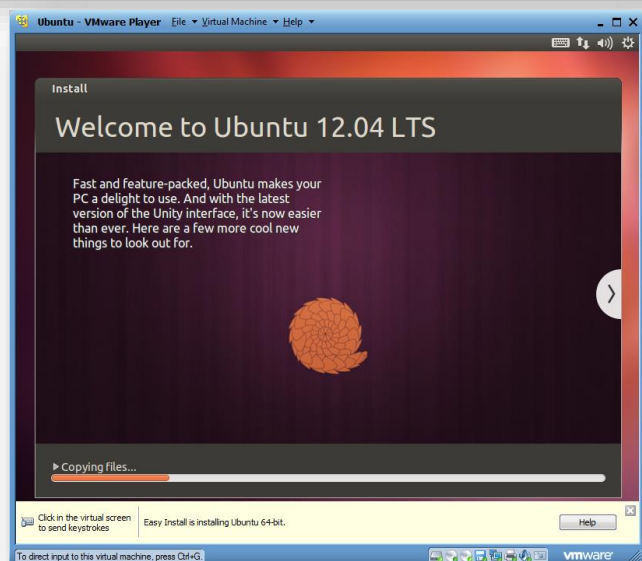 Ubuntu - VMware Player File Virtual Machine Help
Install
Welcome to Ubuntu 12.04 LTS
Fast and feature-packed, Ubuntu makes your
PC a delight to use. And with the latest
version of the Unity interface, it's now easier
than ever. Here are a few more cool new
things to look out for.
Copying files...
Click in the virtual screen
to send keystrokes
Easy Install is installing Ubuntu 64-bit.
Help
To direct input to this virtual machine, press Ctrl+G.
vmware